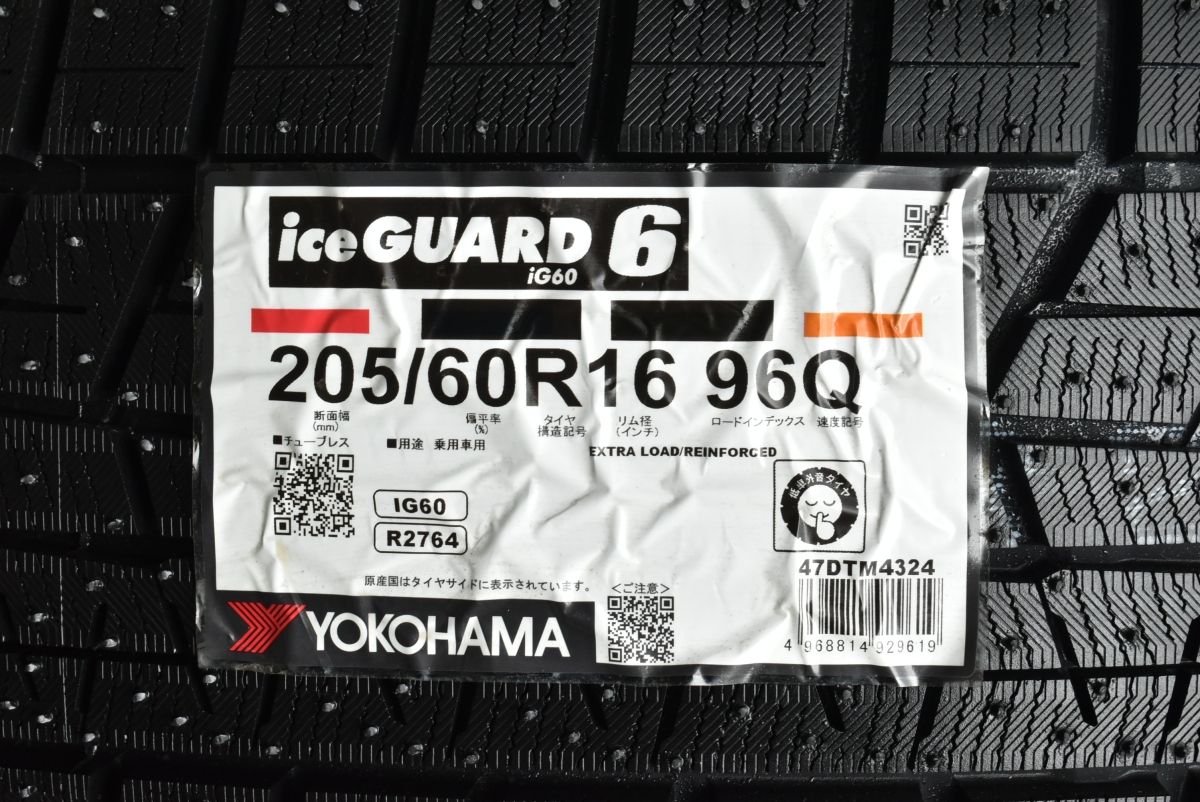 iceGUARD 6
iG60
205/60R16 96Q
断面幅 偏平率 タイヤ リム径 ロードインデックス 速度記号
(mm) (%) 構造記号 (インチ)
■チューブレス ■用途 乗用車用
EXTRA LOAD/REINFORCED
低車外音タイヤ
IG60
R2764
47DTM4324
原産国はタイヤサイドに表示されています。
＜ご注意＞
YOKOHAMA
4 968814 929619